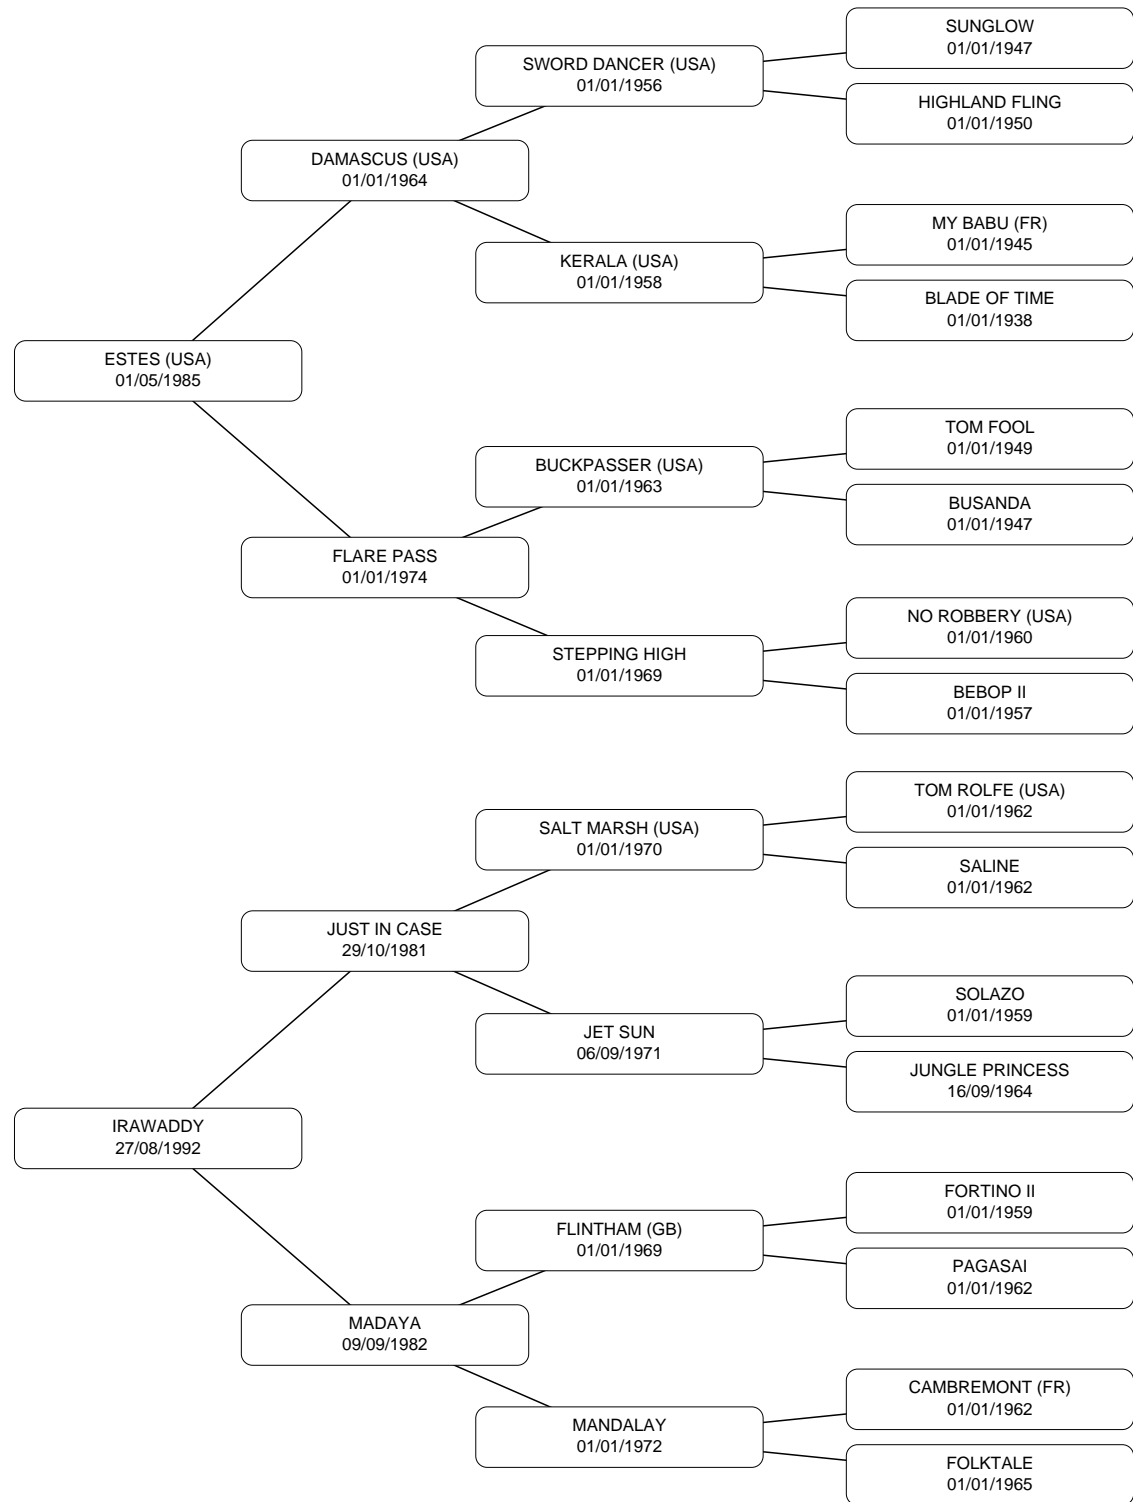 SUNGLOW
01/01/1947
SWORD DANCER (USA)
01/01/1956
HIGHLAND FLING
01/01/1950
DAMASCUS (USA)
01/01/1964
MY BABU (FR)
01/01/1945
KERALA (USA)
01/01/1958
BLADE OF TIME
01/01/1938
ESTES (USA)
01/05/1985
TOM FOOL
01/01/1949
BUCKPASSER (USA)
01/01/1963
BUSANDA
01/01/1947
FLARE PASS
01/01/1974
NO ROBBERY (USA)
01/01/1960
STEPPING HIGH
01/01/1969
BEBOP II
01/01/1957
TOM ROLFE (USA)
01/01/1962
SALT MARSH (USA)
01/01/1970
SALINE
01/01/1962
JUST IN CASE
29/10/1981
SOLAZO
01/01/1959
JET SUN
06/09/1971
JUNGLE PRINCESS
16/09/1964
IRAWADDY
27/08/1992
FORTINO II
01/01/1959
FLINTHAM (GB)
01/01/1969
PAGASAI
01/01/1962
MADAYA
09/09/1982
CAMBREMONT (FR)
01/01/1962
MANDALAY
01/01/1972
FOLKTALE
01/01/1965